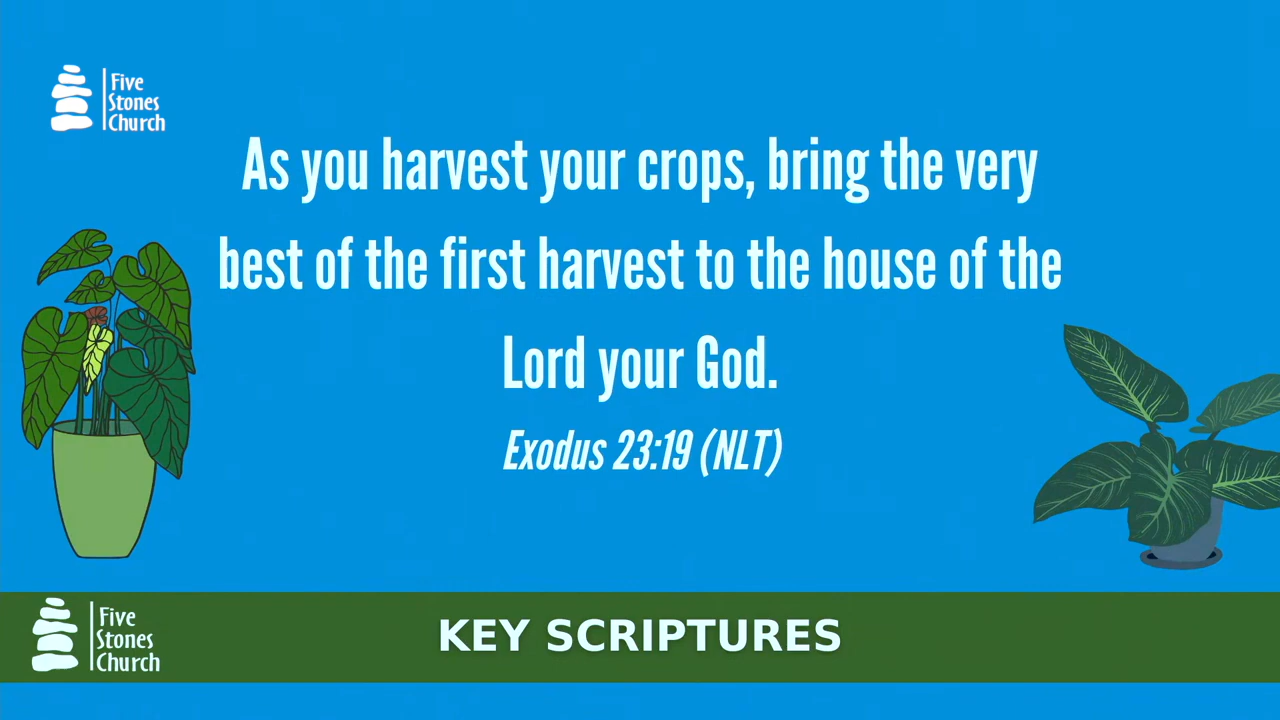 Five
Stones
Church
As you harvest your crops, bring the very
best of the first harvest to the house of the
Lord your God.
Exodus 23:19 (NLT)
Five
Stones
Church
KEY SCRIPTURES